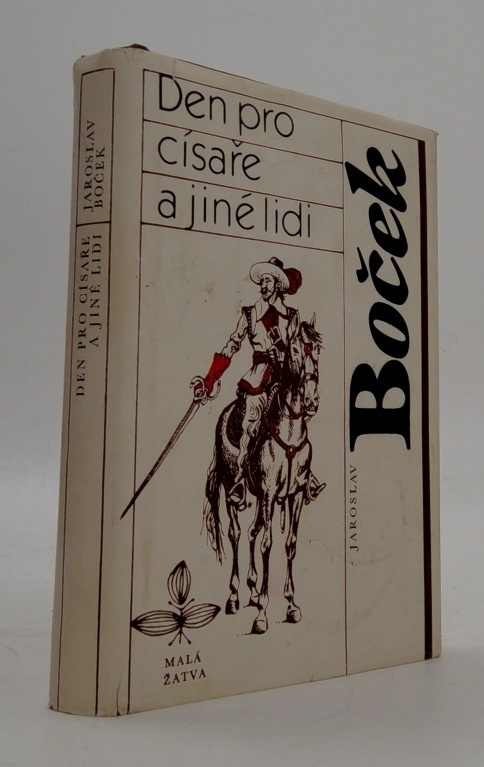 Den pro
císaře
a jiné lidi
JAROSLAV
Boček
MALÁ
ŽATVA
JAROSLAV
BOČEK
DEN PRO CÍSAŘE
A JINÉ LIDI